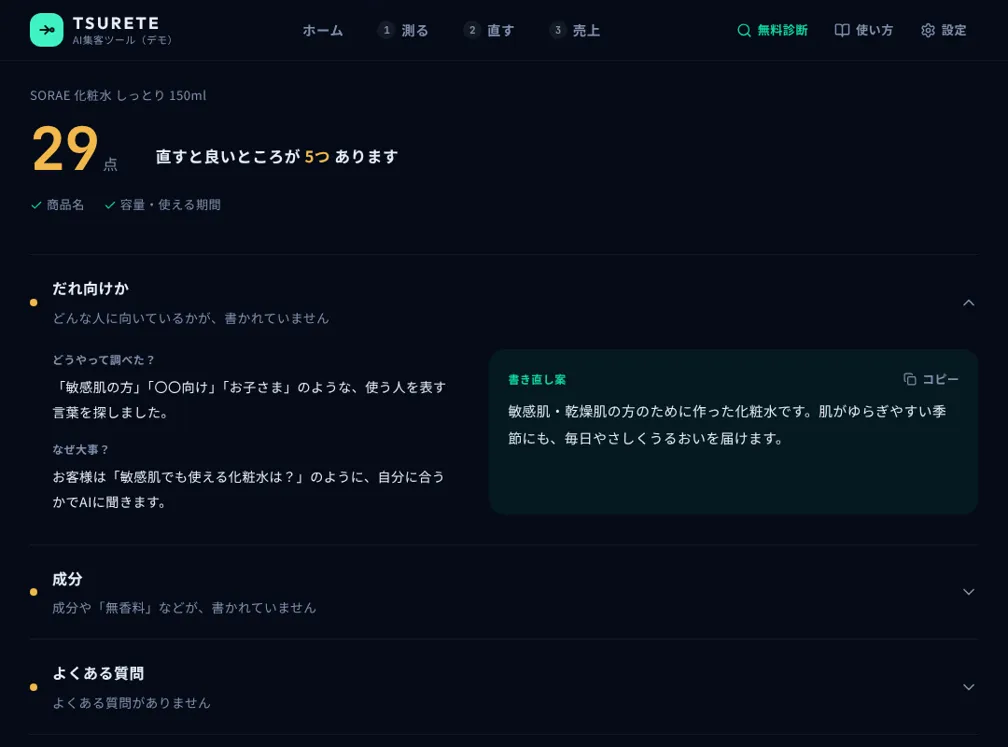 TSURETE
AI集客ツール（デモ）
ホーム
1 測る
2 直す
3 売上
無料診断
使い方
設定
SORAE 化粧水 しっとり 150ml
29点
直すと良いところが 5つ あります
商品名
容量・使える期間
だれ向けか
どんな人に向いているかが、書かれていません
どうやって調べた？
「敏感肌の方」「〇〇向け」「お子さま」のような、使う人を表す
言葉を探しました。
なぜ大事？
お客様は「敏感肌でも使える化粧水は？」のように、自分に合う
かでAIに聞きます。
書き直し案
コピー
敏感肌・乾燥肌の方のために作った化粧水です。肌がゆらぎやすい季
節にも、毎日やさしくうるおいを届けます。
成分
成分や「無香料」などが、書かれていません
よくある質問
よくある質問がありません